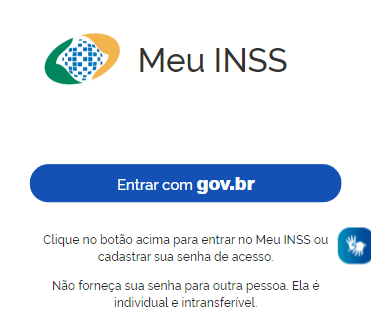 Meu INSS
Entrar com gov.br
Clique no botão acima para entrar no Meu INSS ou
cadastrar sua senha de acesso.
Não forneça sua senha para outra pessoa. Ela é
individual e intransferível.